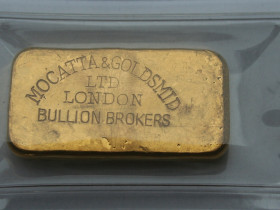 MOCATTA & GOLDSMID
LTD
LONDON
BULLION BROKERS